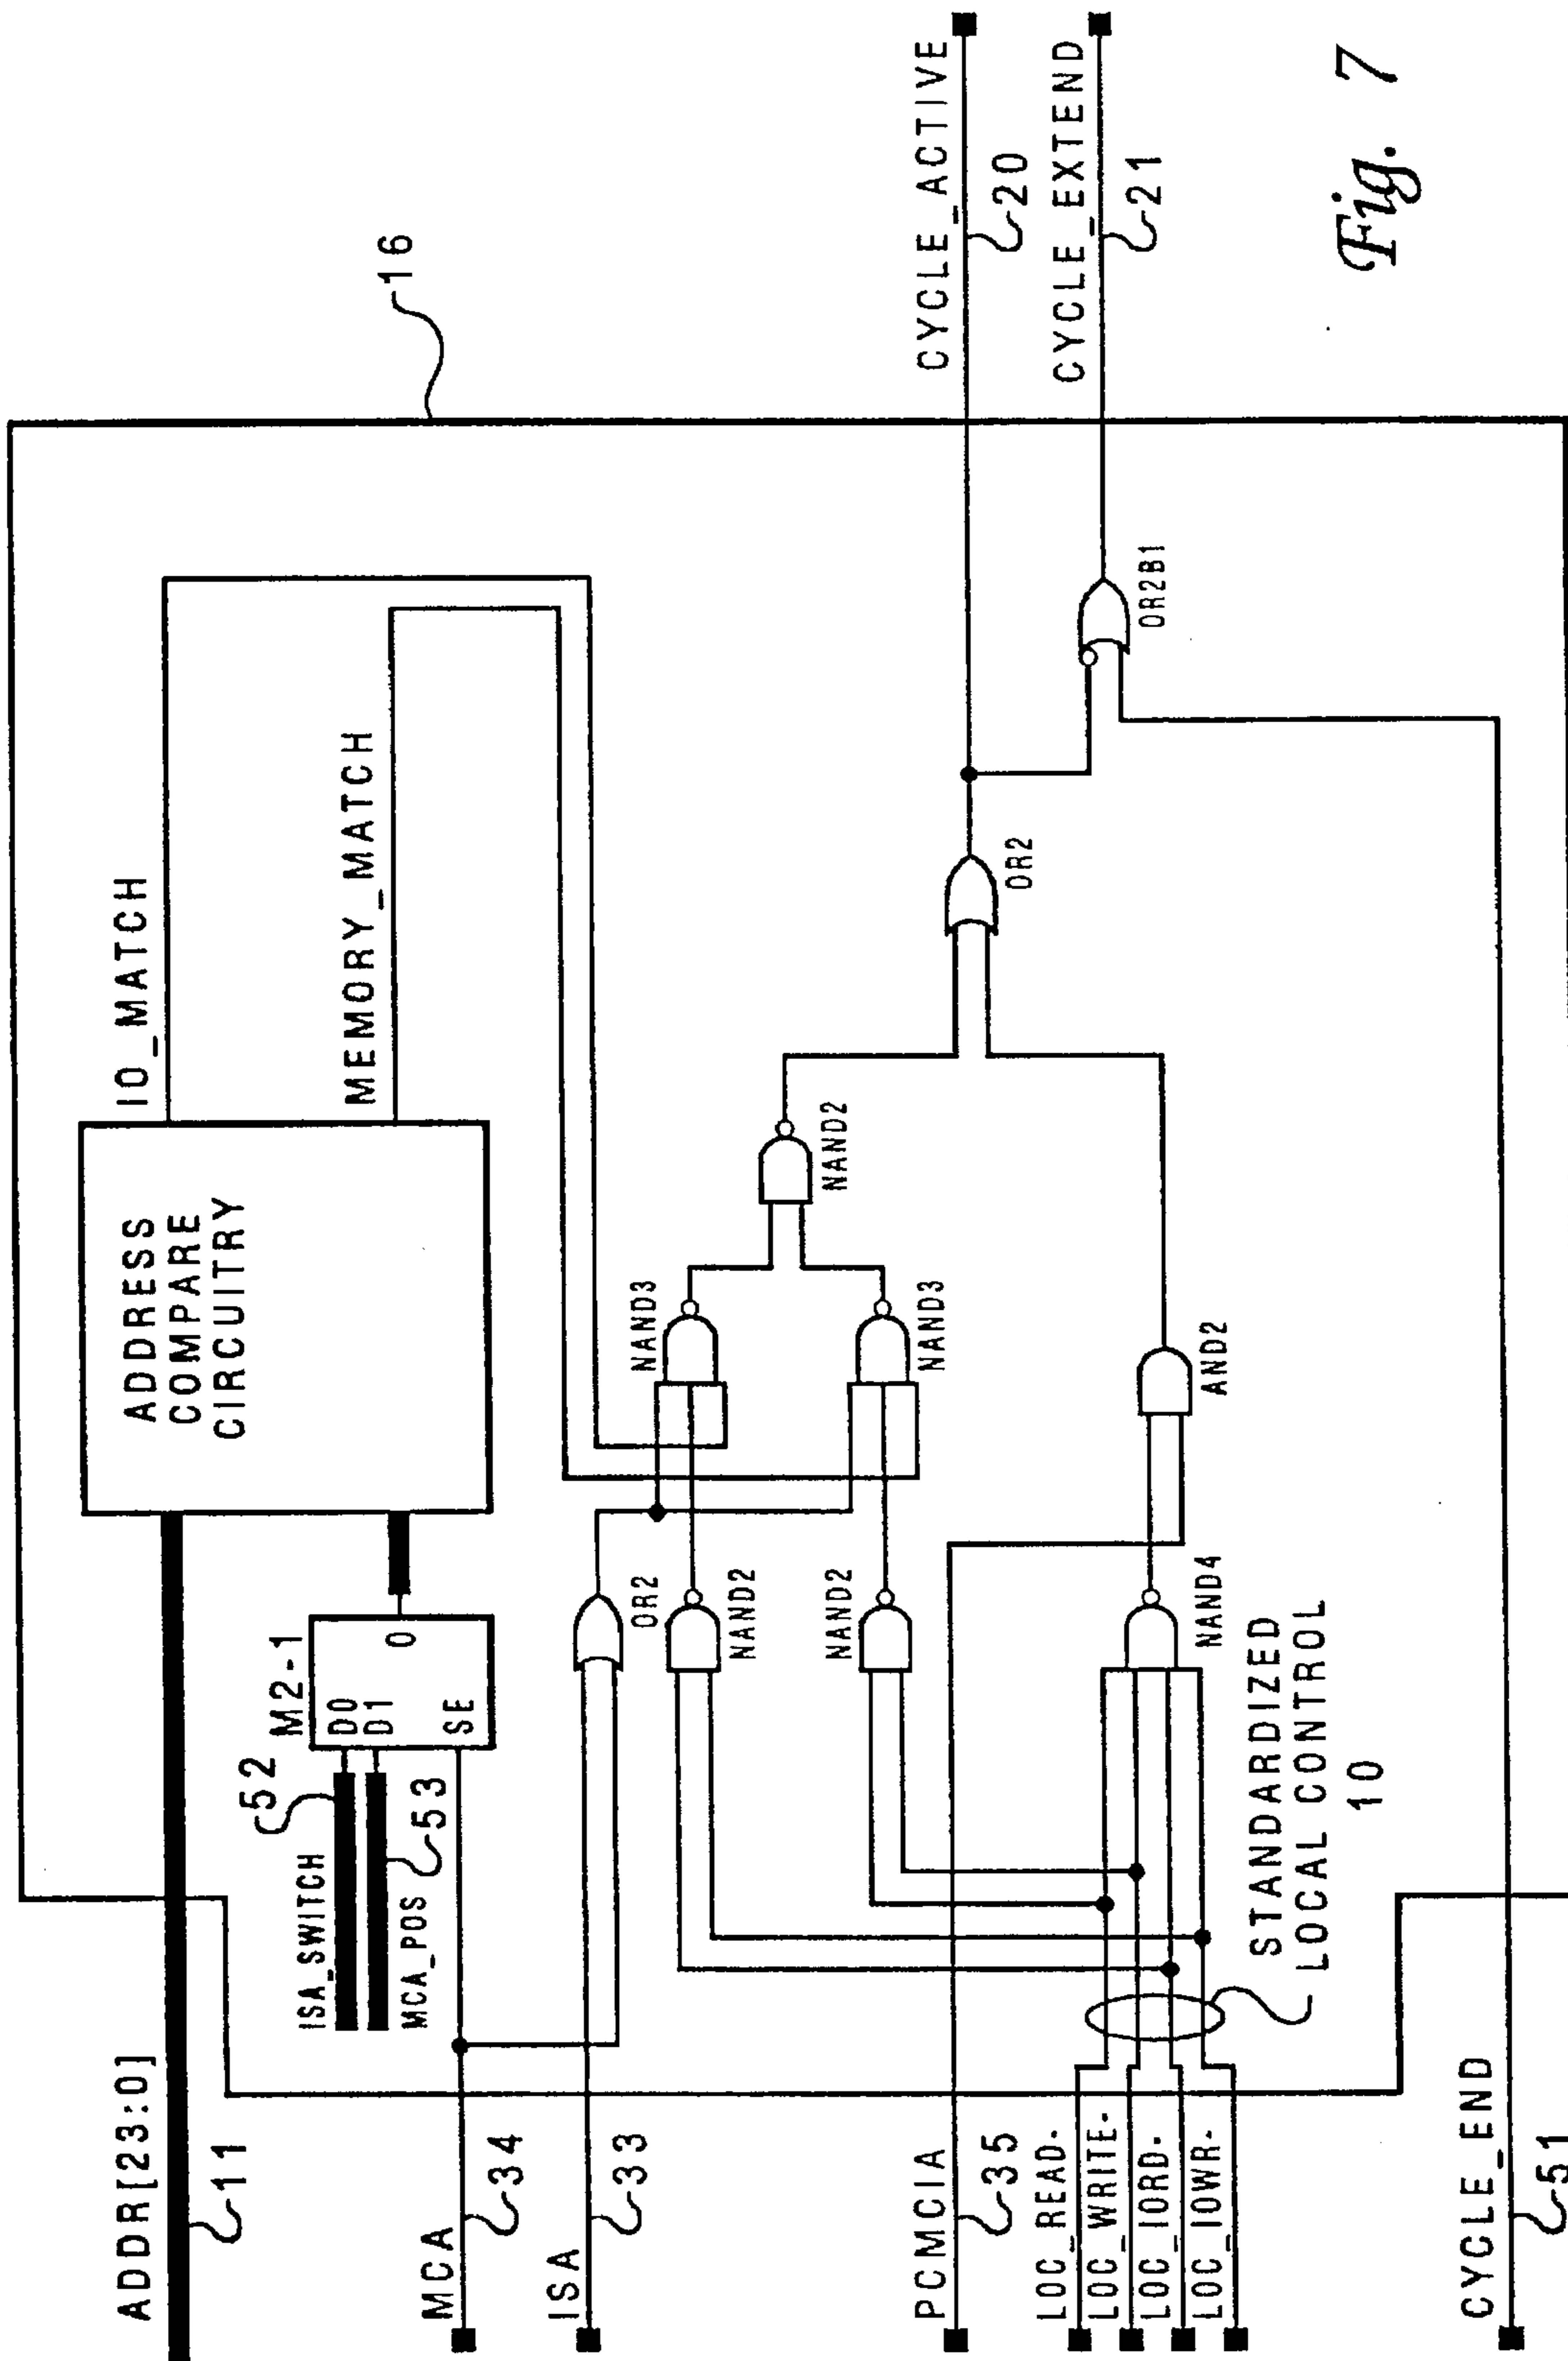 ADDR[23:0]
11
MCA
34
ISA
33
PCMCIA
35
LOC_READ-
LOC_WRITE-
LOC_IORD-
LOC_IOWR-
CYCLE_END
51
ISA_SWITCH
52
MCA_POS
53
M2-1
D0
D1
SE
O
ADDRESS
COMPARE
CIRCUITRY
IO_MATCH
MEMORY_MATCH
16
OR2
NAND2
NAND2
NAND4
STANDARDIZED
LOCAL CONTROL
10
NAND3
NAND3
AND2
NAND2
OR2
OR2B1
CYCLE_ACTIVE
20
CYCLE_EXTEND
21
Fig. 7